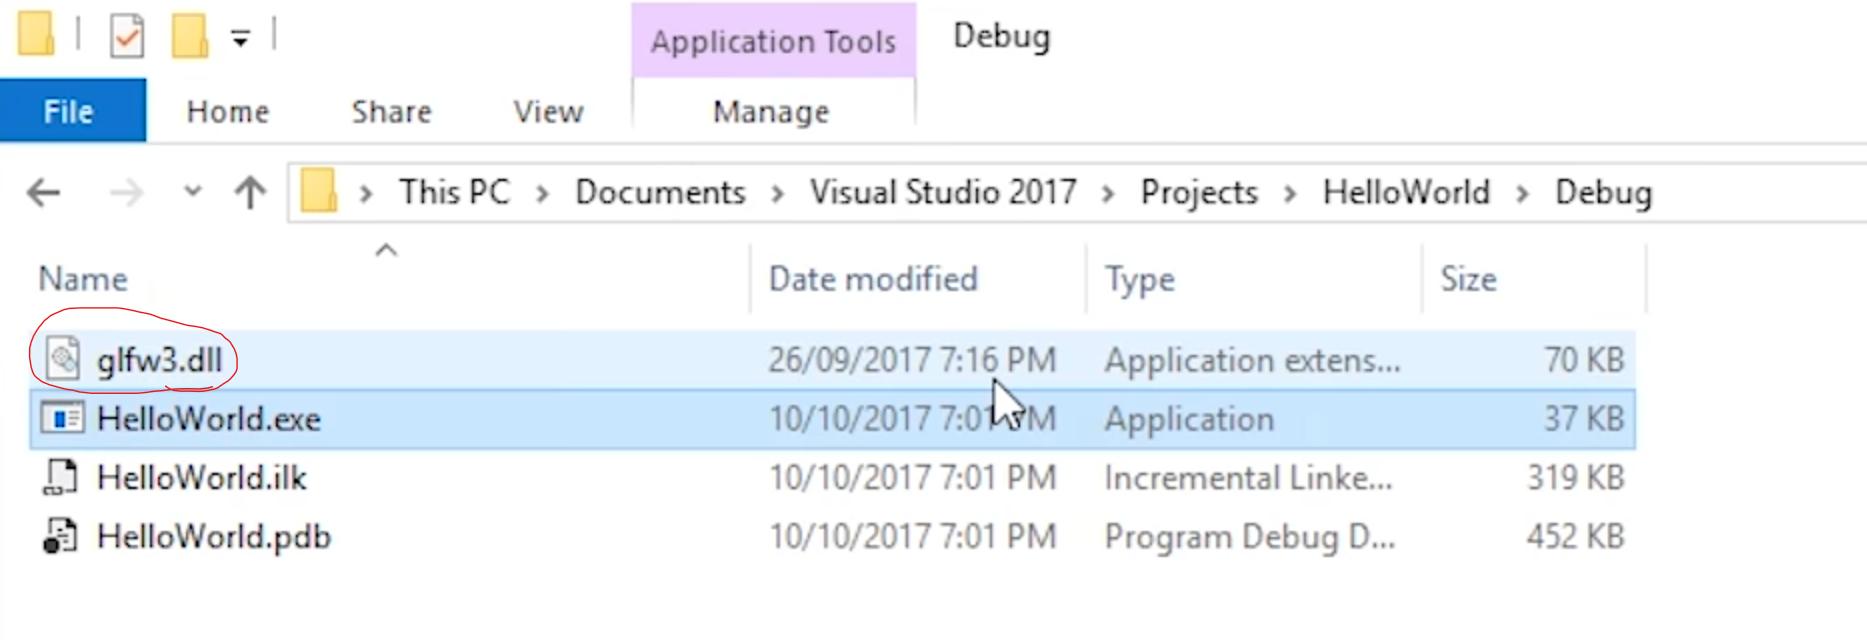 Application Tools Debug
File Home Share View Manage
This PC Documents Visual Studio 2017 Projects HelloWorld Debug
Name Date modified Type Size
glfw3.dll 26/09/2017 7:16 PM Application extens... 70 KB
HelloWorld.exe 10/10/2017 7:01 PM Application 37 KB
HelloWorld.ilk 10/10/2017 7:01 PM Incremental Linke... 319 KB
HelloWorld.pdb 10/10/2017 7:01 PM Program Debug D... 452 KB